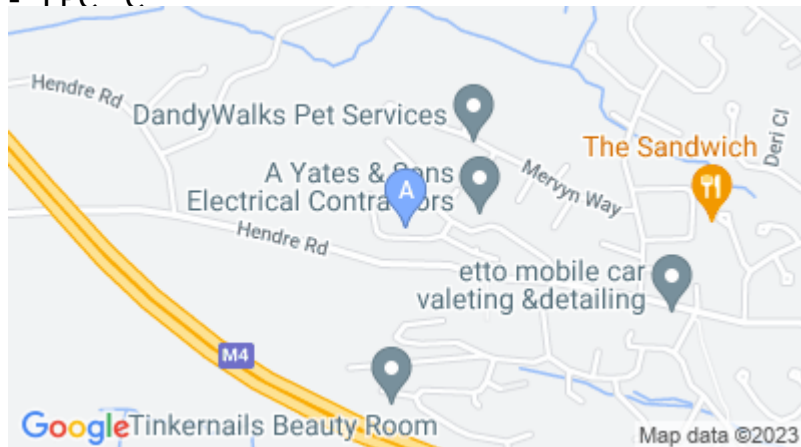 Hendre Rd
DandyWalks Pet Services
The Sandwich
Deri Cl
A Yates & Sons
Electrical Contractors
A
Mervyn Way
Hendre Rd
etto mobile car
valeting &detailing
M4
Google
Tinkernails Beauty Room
Map data ©2023